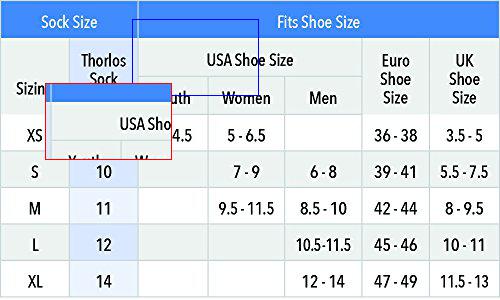 Sock Size Fits Shoe Size
Thorlos Sock USA Shoe Size Euro Shoe Size UK Shoe Size
Women Men
USA Sho
XS 4.5 5 - 6.5 36 - 38 3.5 - 5
S 10 7 - 9 6 - 8 39 - 41 5.5 - 7.5
M 11 9.5 - 11.5 8.5 - 10 42 - 44 8 - 9.5
L 12 10.5-11.5 45 - 46 10 - 11
XL 14 12 - 14 47 - 49 11.5 - 13